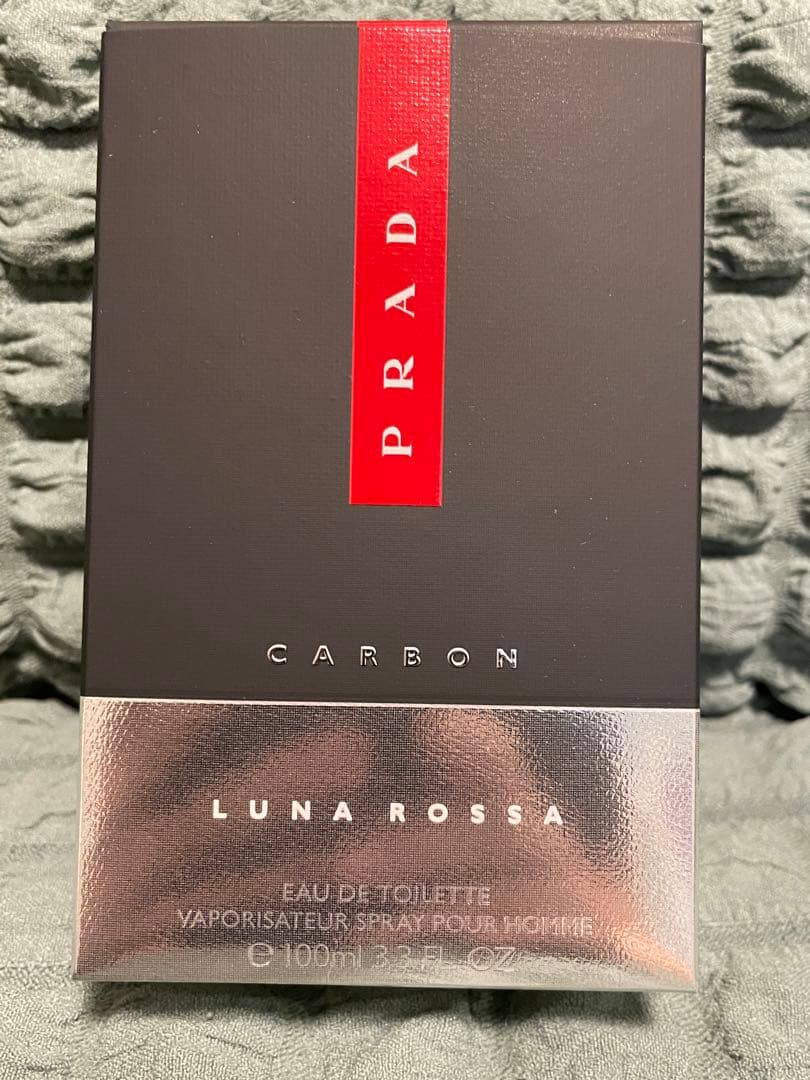 PRADA
CARBON
LUNA ROSSA
EAU DE TOILETTE
VAPORISATEUR SPRAY POUR HOMME
℮ 100ml 3.3 FL. OZ